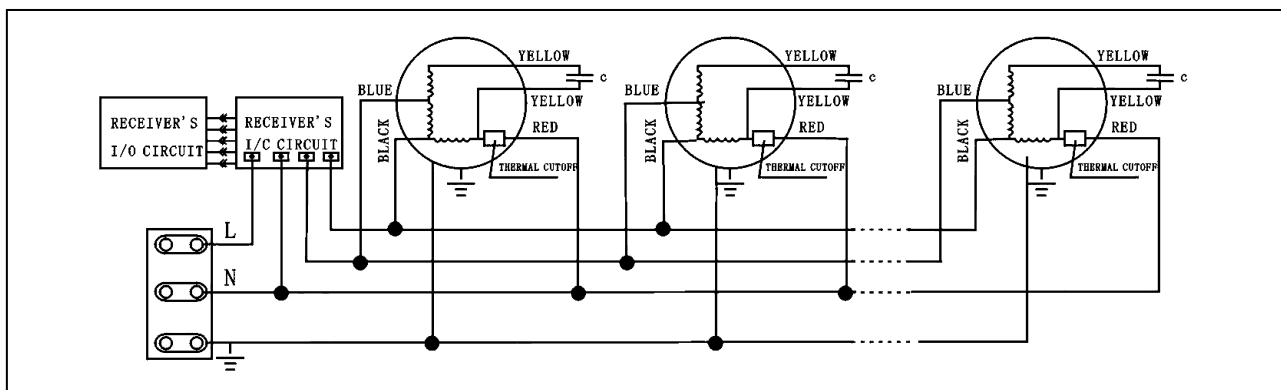 RECEIVER'S
I/O CIRCUIT
RECEIVER'S
I/C CIRCUIT
L
N
BLUE
BLACK
YELLOW
C
YELLOW
RED
THERMAL CUTOFF
BLUE
BLACK
YELLOW
C
YELLOW
RED
THERMAL CUTOFF
BLUE
BLACK
YELLOW
C
YELLOW
RED
THERMAL CUTOFF